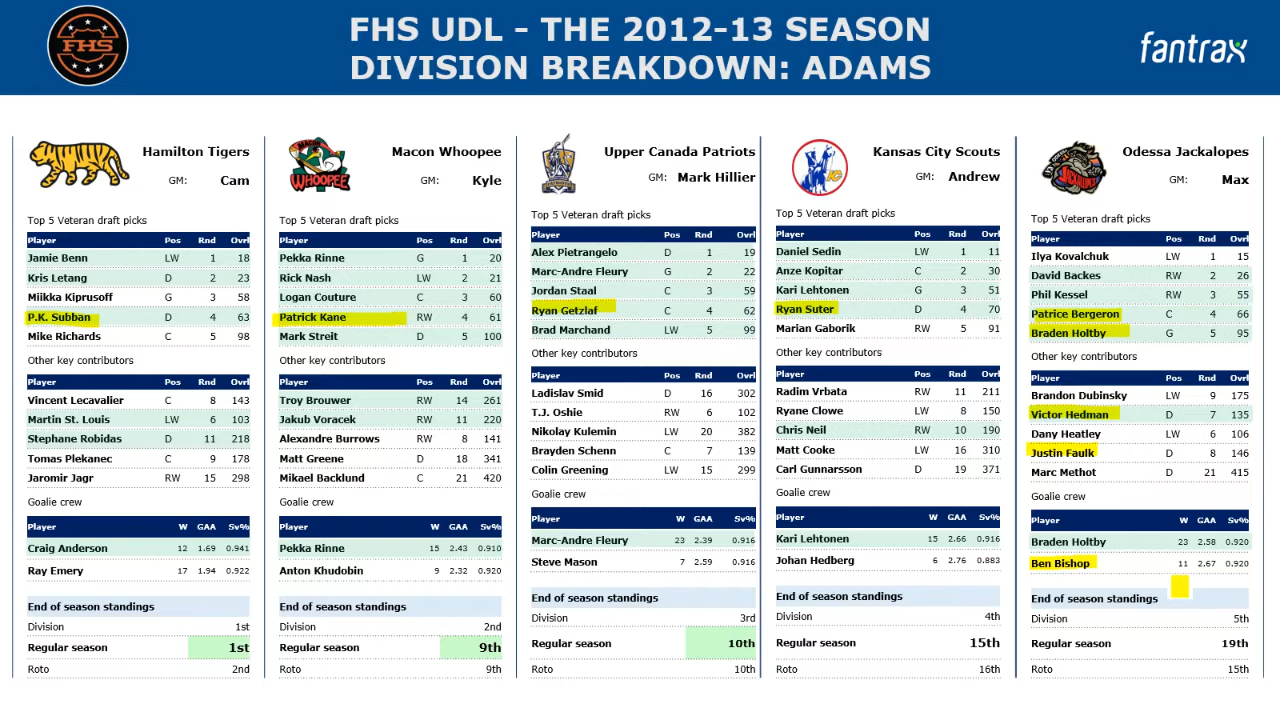 FHS UDL - THE 2012-13 SEASON
DIVISION BREAKDOWN: ADAMS
FHS
fantrax
Hamilton Tigers
GM: Cam
Top 5 Veteran draft picks
Player Pos Rnd Ovrl
Jamie Benn LW 1 18
Kris Letang D 2 23
Miikka Kiprusoff G 3 58
P.K. Subban D 4 63
Mike Richards C 5 98
Other key contributors
Player Pos Rnd Ovrl
Vincent Lecavalier C 8 143
Martin St. Louis LW 6 103
Stephane Robidas D 11 218
Tomas Plekanec C 9 178
Jaromir Jagr RW 15 298
Goalie crew
Player W GAA Sv%
Craig Anderson 12 1.69 0.941
Ray Emery 17 1.94 0.922
End of season standings
Division 1st
Regular season 1st
Roto 2nd
MACON WHOOPEE
Macon Whoopee
GM: Kyle
Top 5 Veteran draft picks
Player Pos Rnd Ovrl
Pekka Rinne G 1 20
Rick Nash LW 2 21
Logan Couture C 3 60
Patrick Kane RW 4 61
Mark Streit D 5 100
Other key contributors
Player Pos Rnd Ovrl
Troy Brouwer RW 14 261
Jakub Voracek RW 11 220
Alexandre Burrows RW 8 141
Matt Greene D 18 341
Mikael Backlund C 21 420
Goalie crew
Player W GAA Sv%
Pekka Rinne 15 2.43 0.910
Anton Khudobin 9 2.32 0.920
End of season standings
Division 2nd
Regular season 9th
Roto 9th
Upper Canada Patriots
GM: Mark Hillier
Top 5 Veteran draft picks
Player Pos Rnd Ovrl
Alex Pietrangelo D 1 19
Marc-Andre Fleury G 2 22
Jordan Staal C 3 59
Ryan Getzlaf C 4 62
Brad Marchand LW 5 99
Other key contributors
Player Pos Rnd Ovrl
Ladislav Smid D 16 302
T.J. Oshie RW 6 102
Nikolay Kulemin LW 20 382
Brayden Schenn C 7 139
Colin Greening LW 15 299
Goalie crew
Player W GAA Sv%
Marc-Andre Fleury 23 2.39 0.916
Steve Mason 7 2.59 0.916
End of season standings
Division 3rd
Regular season 10th
Roto 10th
KC
Kansas City Scouts
GM: Andrew
Top 5 Veteran draft picks
Player Pos Rnd Ovrl
Daniel Sedin LW 1 11
Anze Kopitar C 2 30
Kari Lehtonen G 3 51
Ryan Suter D 4 70
Marian Gaborik RW 5 91
Other key contributors
Player Pos Rnd Ovrl
Radim Vrbata RW 11 211
Ryane Clowe LW 8 150
Chris Neil RW 10 190
Matt Cooke LW 16 310
Carl Gunnarsson D 19 371
Goalie crew
Player W GAA Sv%
Kari Lehtonen 15 2.66 0.916
Johan Hedberg 6 2.76 0.883
End of season standings
Division 4th
Regular season 15th
Roto 16th
JACKALOPES
Odessa Jackalopes
GM: Max
Top 5 Veteran draft picks
Player Pos Rnd Ovrl
Ilya Kovalchuk LW 1 15
David Backes RW 2 26
Phil Kessel RW 3 55
Patrice Bergeron C 4 66
Braden Holtby G 5 95
Other key contributors
Player Pos Rnd Ovrl
Brandon Dubinsky LW 9 175
Victor Hedman D 7 135
Dany Heatley LW 6 106
Justin Faulk D 8 146
Marc Methot D 21 415
Goalie crew
Player W GAA Sv%
Braden Holtby 23 2.58 0.920
Ben Bishop 11 2.67 0.920
End of season standings
Division 5th
Regular season 19th
Roto 15th